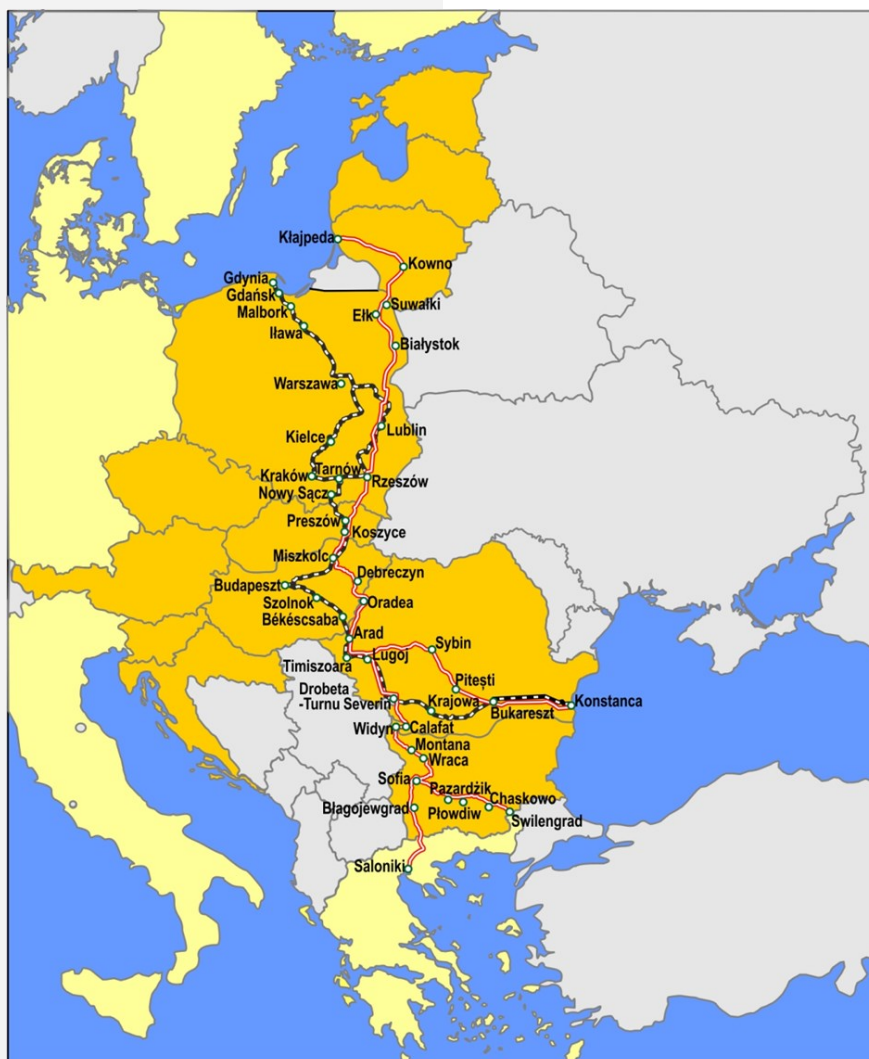 Kłajpeda
Kowno
Gdynia
Gdańsk
Malbork
Iława
Suwałki
Ełk
Białystok
Warszawa
Lublin
Kielce
Tarnów
Kraków
Rzeszów
Nowy Sącz
Preszów
Koszyce
Miszkolc
Debreczyn
Budapeszt
Szolnok
Oradea
Békéscsaba
Arad
Sybin
Lugoj
Timiszoara
Pitești
Drobeta
-Turnu Severin
Krajowa
Konstanca
Bukareszt
Widyn
Calafat
Montana
Wraca
Sofia
Pazardżik
Chaskowo
Błagojewgrad
Płowdiw
Swilengrad
Saloniki